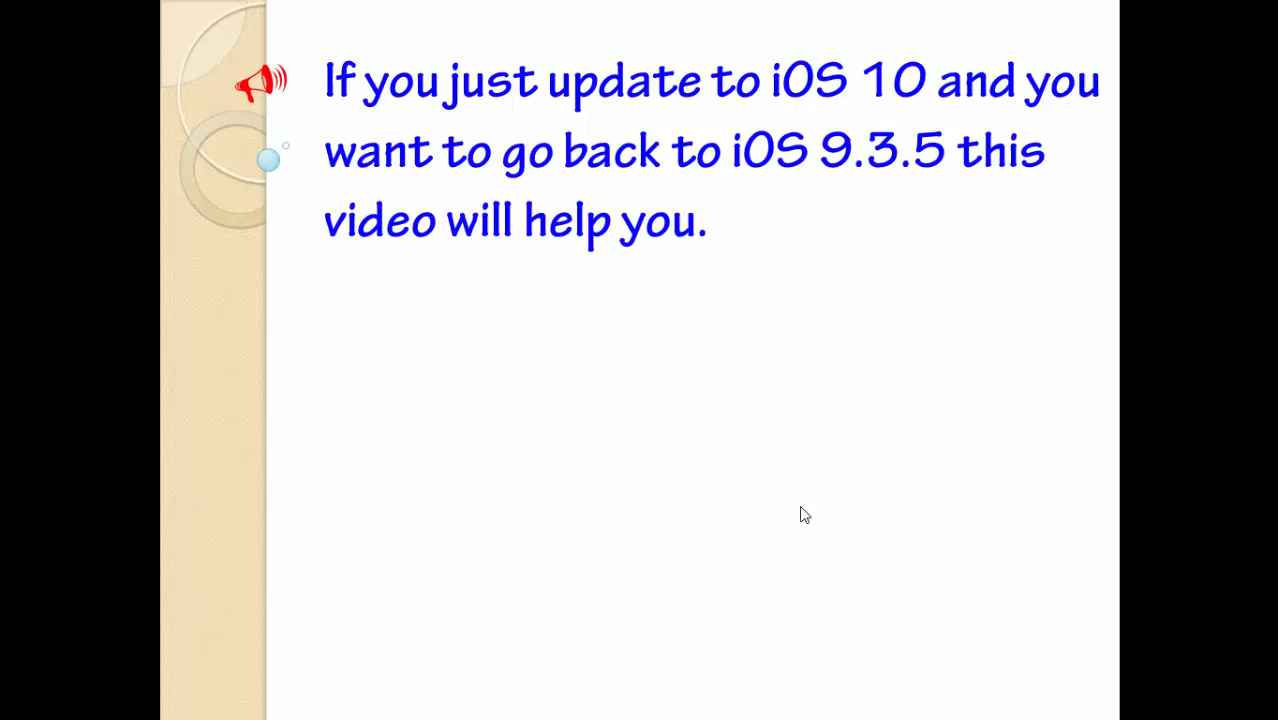 If you just update to iOS 10 and you
want to go back to iOS 9.3.5 this
video will help you.